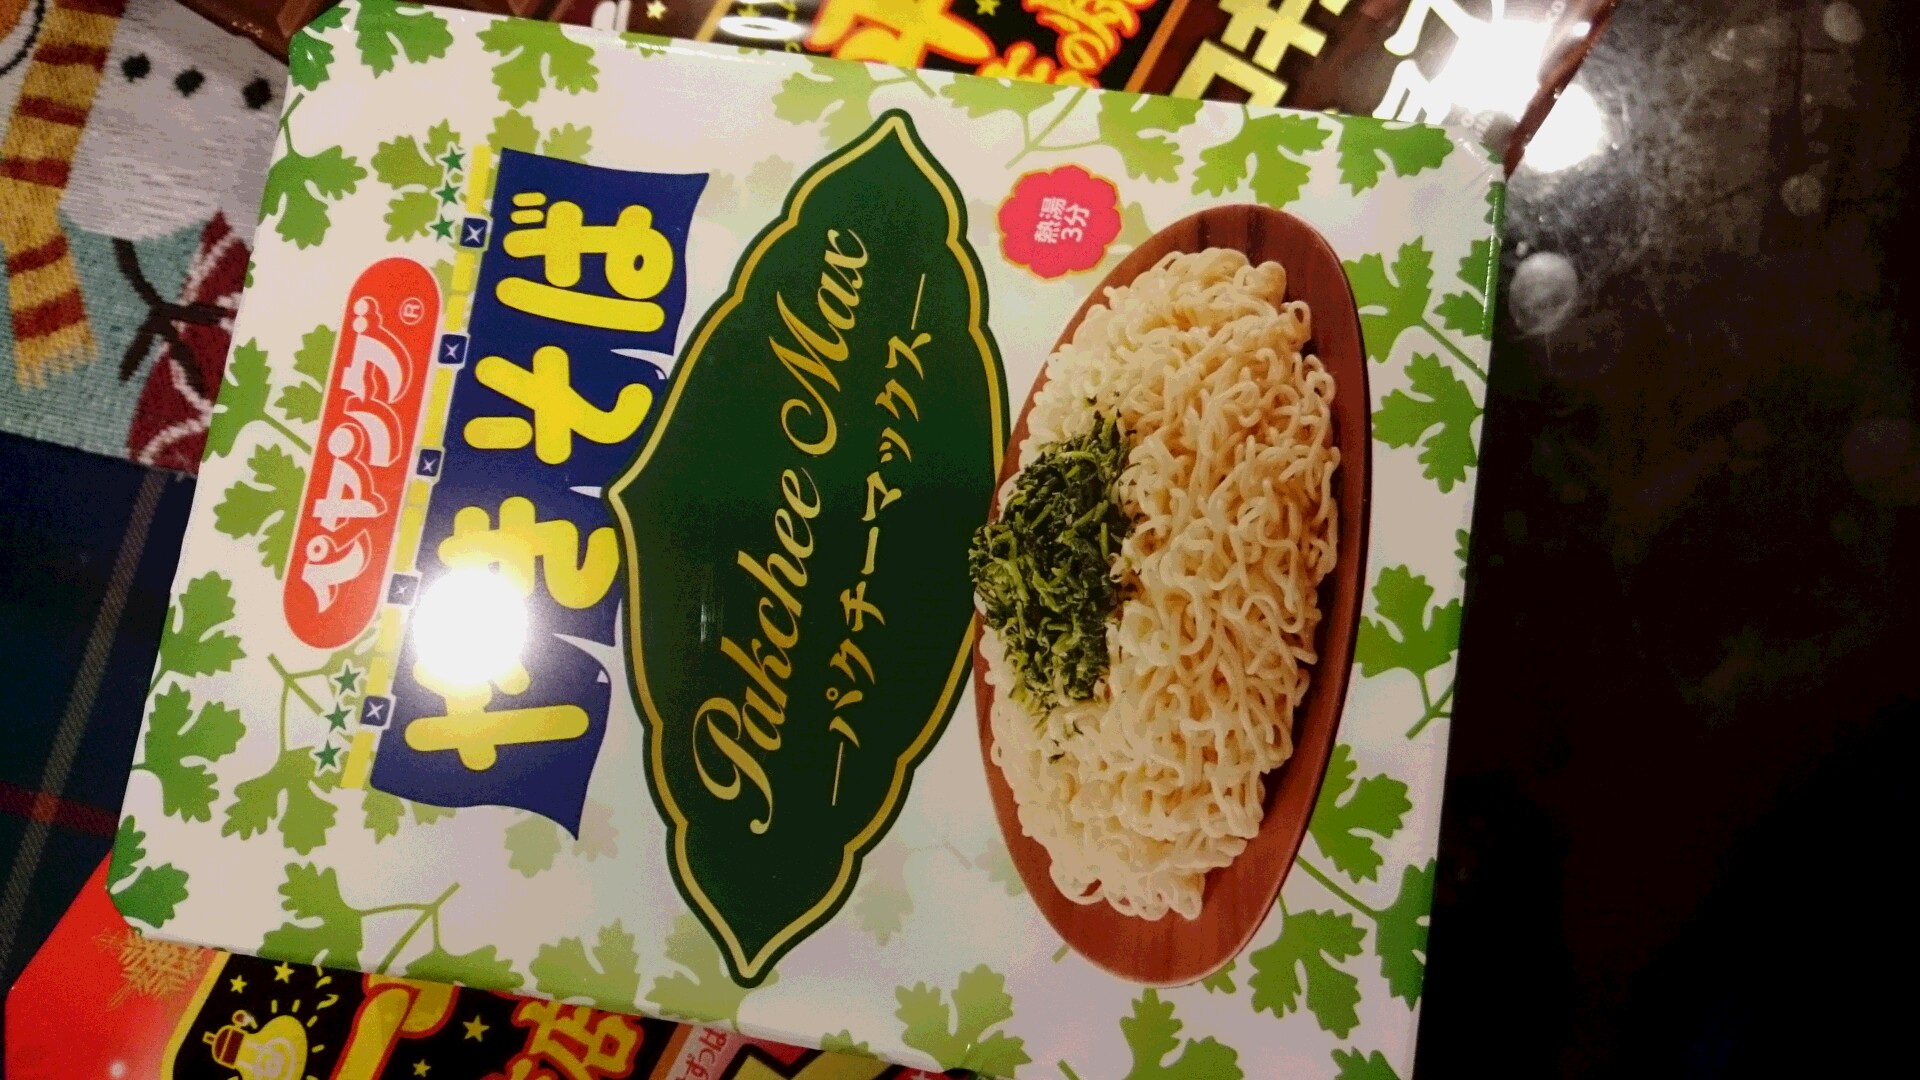 ペヤング®
やきそば
Pakchee Max
―パクチーマックス―
熱湯
3分